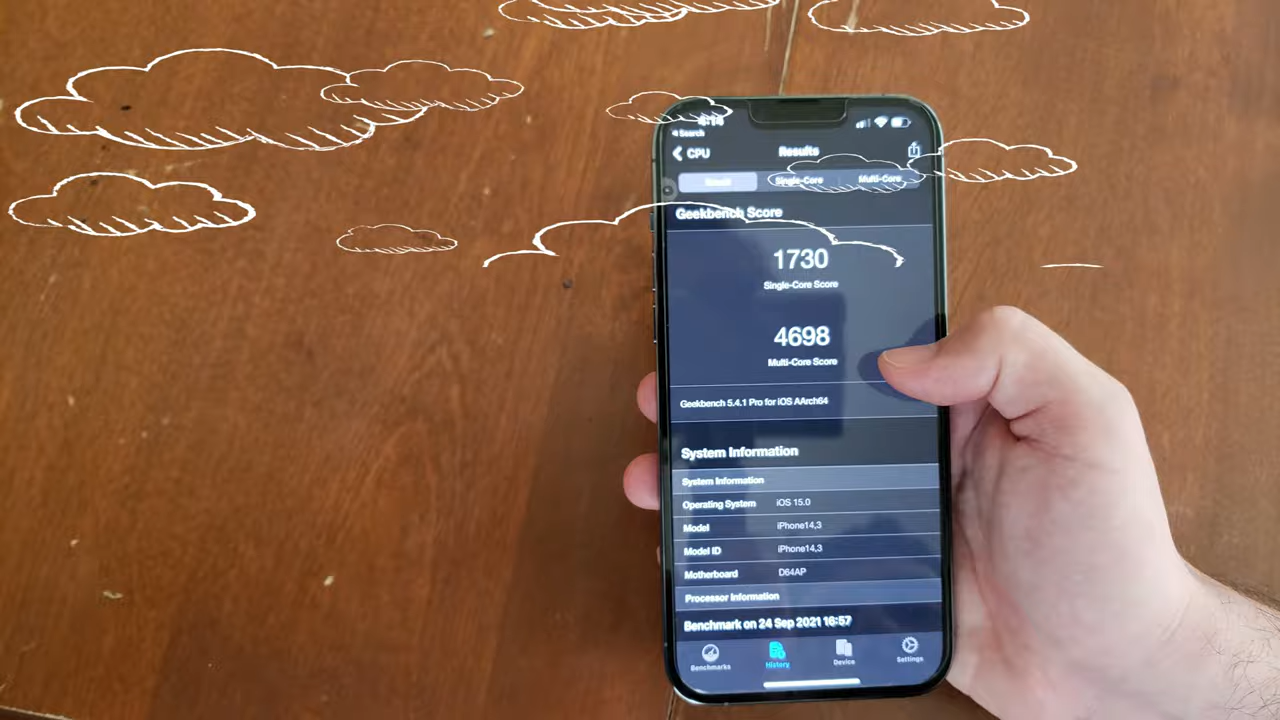 4:14
Search
CPU
Results
Single-Core
Multi-Core
Geekbench Score
1730
Single-Core Score
4698
Multi-Core Score
Geekbench 5.4.1 Pro for iOS AArch64
System Information
System Information
Operating System iOS 15.0
Model iPhone14,3
Model ID iPhone14,3
Motherboard D64AP
Processor Information
Benchmark on 24 Sep 2021 16:57
Benchmarks
History
Device
Settings